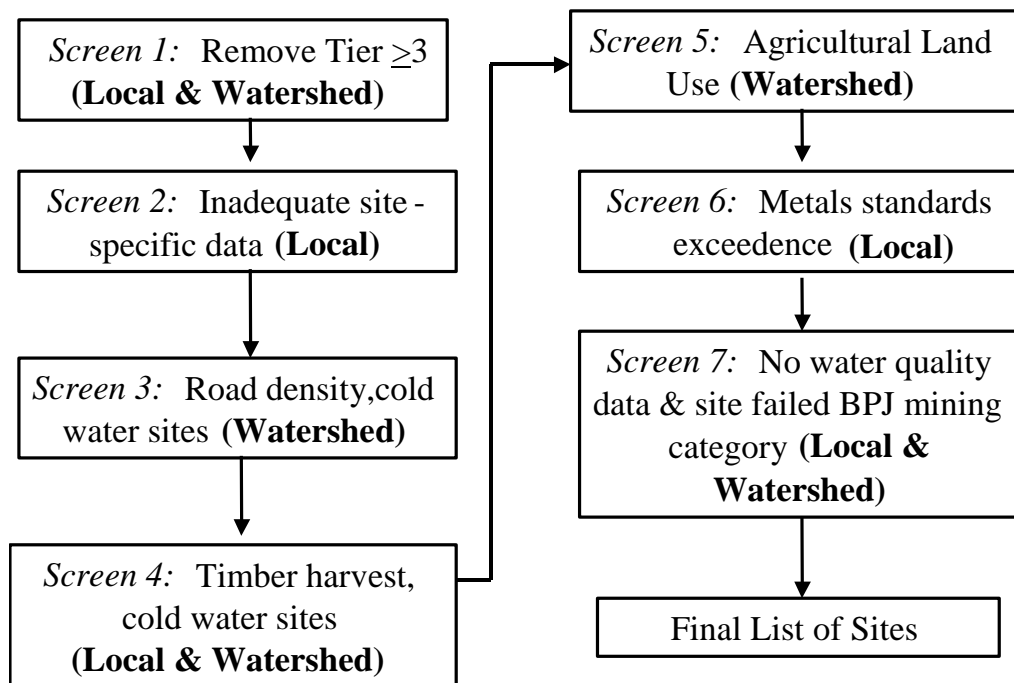 Screen 1: Remove Tier ≥3
(Local & Watershed)
Screen 2: Inadequate site -
specific data (Local)
Screen 3: Road density,cold
water sites (Watershed)
Screen 4: Timber harvest,
cold water sites
(Local & Watershed)
Screen 5: Agricultural Land
Use (Watershed)
Screen 6: Metals standards
exceedence (Local)
Screen 7: No water quality
data & site failed BPJ mining
category (Local &
Watershed)
Final List of Sites